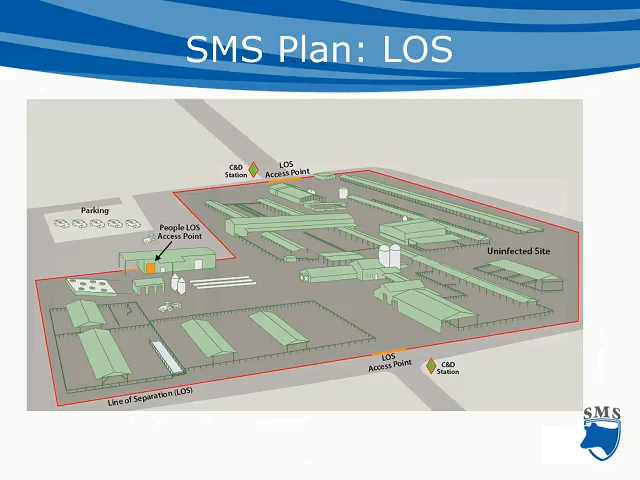 SMS Plan: LOS
C&D
Station
LOS
Access Point
Parking
People LOS
Access Point
Uninfected Site
LOS
Access Point
C&D
Station
Line of Separation (LOS)
SMS